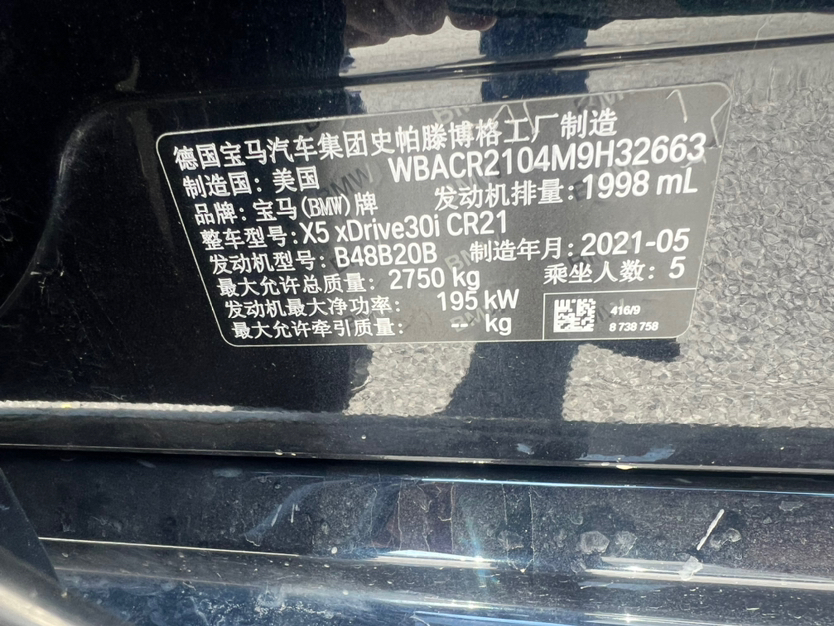 德国宝马汽车集团史帕滕博格工厂制造
制造国: 美国 WBACR2104M9H32663
品牌: 宝马(BMW)牌 发动机排量: 1998 mL
整车型号: X5 xDrive30i CR21
发动机型号: B48B20B 制造年月: 2021-05
最大允许总质量: 2750 kg 乘坐人数: 5
发动机最大净功率: 195 kW
最大允许牵引质量: -- kg
416/9
8 738 758